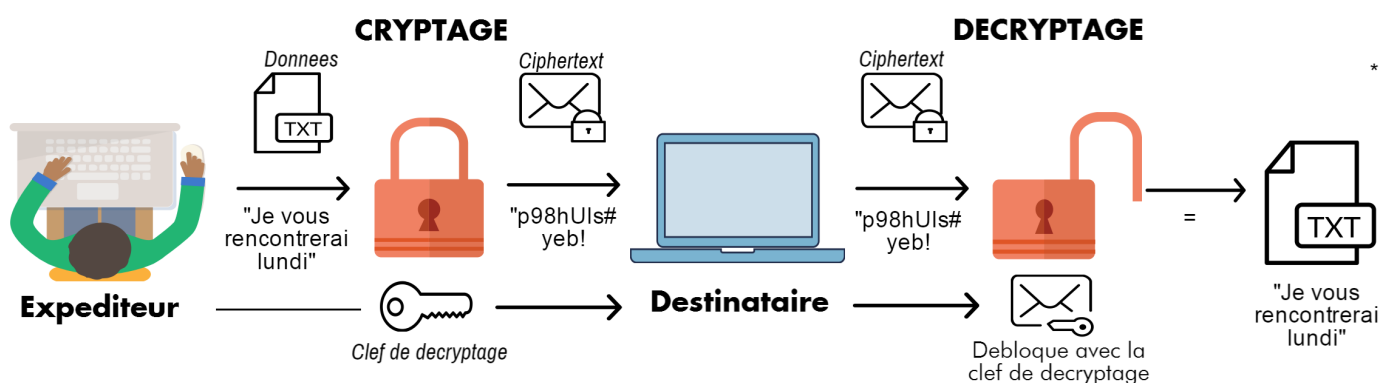 CRYPTAGE
DECRYPTAGE
Donnees
Ciphertext
Ciphertext
*
TXT
"Je vous
rencontrerai
lundi"
"p98hUIs#
yeb!
"p98hUIs#
yeb!
=
TXT
Expediteur
Clef de decryptage
Destinataire
Debloque avec la
clef de decryptage
"Je vous
rencontrerai
lundi"